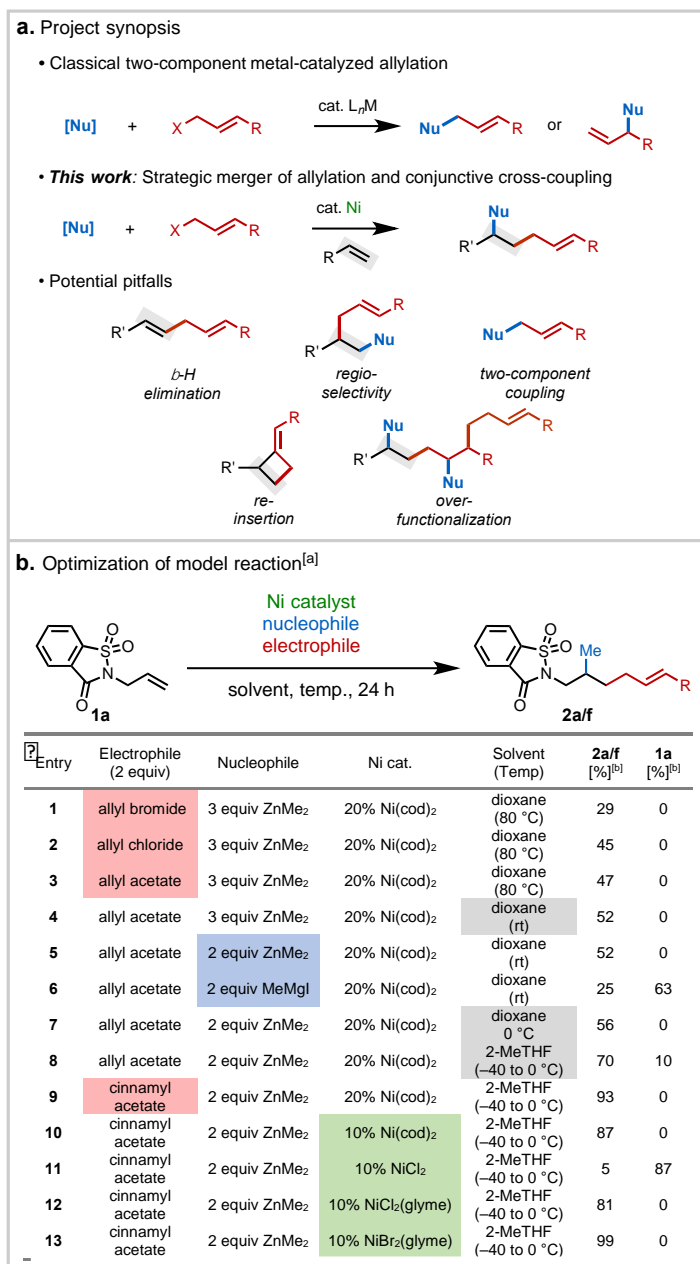 a. Project synopsis
• Classical two-component metal-catalyzed allylation
[Nu] + X R cat. LnM Nu R or Nu R
• This work: Strategic merger of allylation and conjunctive cross-coupling
[Nu] + X R cat. Ni R' Nu R' R
• Potential pitfalls
R' R
b-H
elimination
R R' Nu
regio-
selectivity
Nu R
two-component
coupling
R R'
re-
insertion
Nu R' R Nu R
over-
functionalization
b. Optimization of model reaction[a]
Ni catalyst
nucleophile
electrophile
solvent, temp., 24 h
O O S N O
1a
O O S N O Me R
2a/f
? Entry Electrophile (2 equiv) Nucleophile Ni cat. Solvent (Temp) 2a/f [%][b] 1a [%][b]
1 allyl bromide 3 equiv ZnMe2 20% Ni(cod)2 dioxane (80 °C) 29 0
2 allyl chloride 3 equiv ZnMe2 20% Ni(cod)2 dioxane (80 °C) 45 0
3 allyl acetate 3 equiv ZnMe2 20% Ni(cod)2 dioxane (80 °C) 47 0
4 allyl acetate 3 equiv ZnMe2 20% Ni(cod)2 dioxane (rt) 52 0
5 allyl acetate 2 equiv ZnMe2 20% Ni(cod)2 dioxane (rt) 52 0
6 allyl acetate 2 equiv MeMgI 20% Ni(cod)2 dioxane (rt) 25 63
7 allyl acetate 2 equiv ZnMe2 20% Ni(cod)2 dioxane 0 °C 56 0
8 allyl acetate 2 equiv ZnMe2 20% Ni(cod)2 2-MeTHF (–40 to 0 °C) 70 10
9 cinnamyl acetate 2 equiv ZnMe2 20% Ni(cod)2 2-MeTHF (–40 to 0 °C) 93 0
10 cinnamyl acetate 2 equiv ZnMe2 10% Ni(cod)2 2-MeTHF (–40 to 0 °C) 87 0
11 cinnamyl acetate 2 equiv ZnMe2 10% NiCl2 2-MeTHF (–40 to 0 °C) 5 87
12 cinnamyl acetate 2 equiv ZnMe2 10% NiCl2(glyme) 2-MeTHF (–40 to 0 °C) 81 0
13 cinnamyl acetate 2 equiv ZnMe2 10% NiBr2(glyme) 2-MeTHF (–40 to 0 °C) 99 0